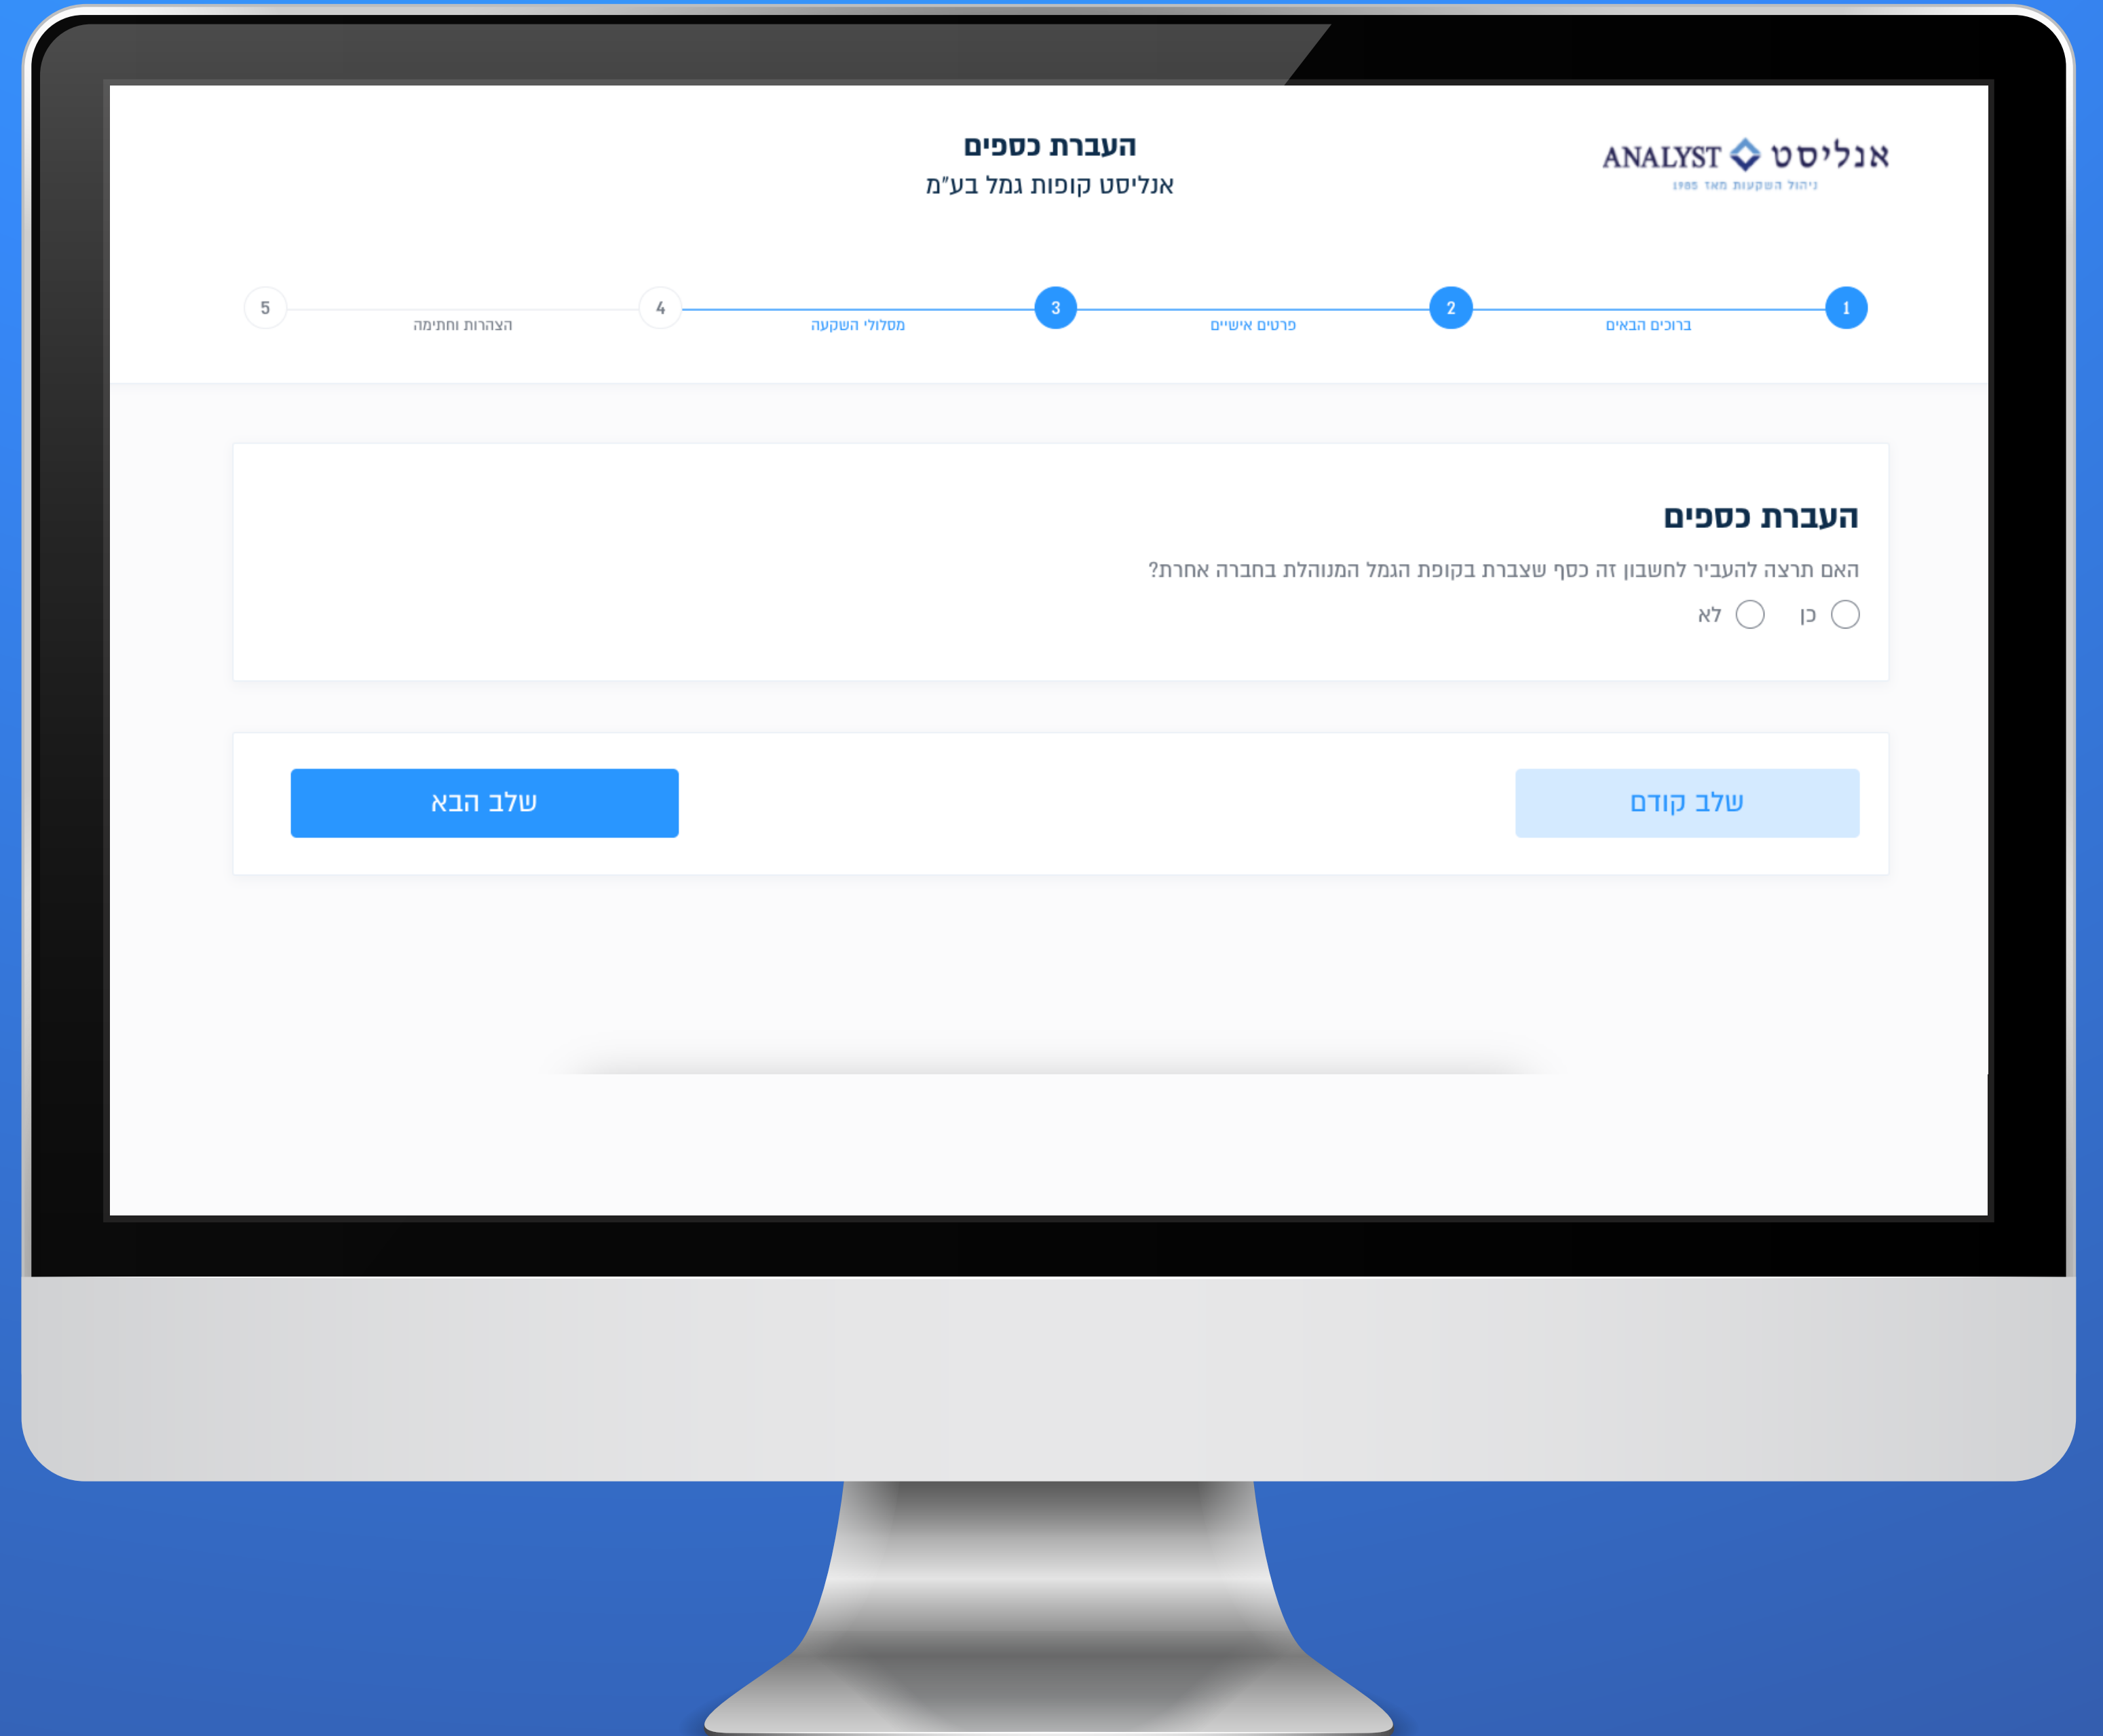 אנליסט ANALYST
ניהול השקעות מאז 1985
העברת כספים
אנליסט קופות גמל בע"מ
1 ברוכים הבאים 2 פרטים אישיים 3 מסלולי השקעה 4 הצהרות וחתימה 5
העברת כספים
האם תרצה להעביר לחשבון זה כסף שצברת בקופת הגמל המנוהלת בחברה אחרת?
כן לא
שלב קודם שלב הבא